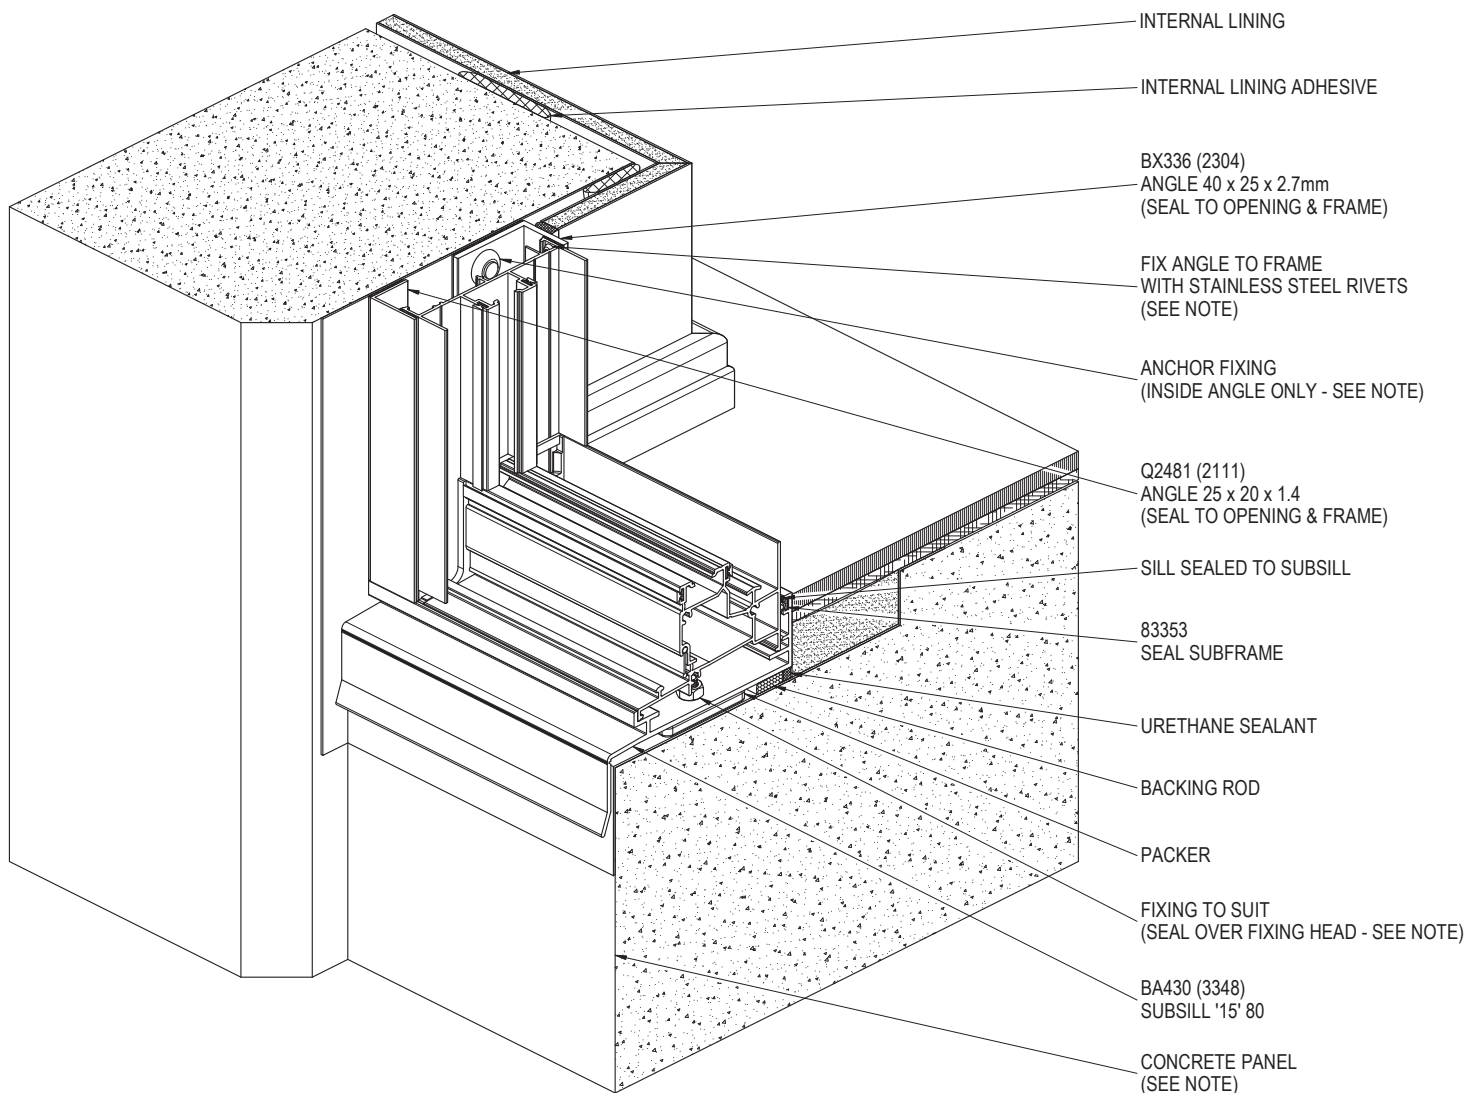 INTERNAL LINING
INTERNAL LINING ADHESIVE
BX336 (2304)
ANGLE 40 x 25 x 2.7mm
(SEAL TO OPENING & FRAME)
FIX ANGLE TO FRAME
WITH STAINLESS STEEL RIVETS
(SEE NOTE)
ANCHOR FIXING
(INSIDE ANGLE ONLY - SEE NOTE)
Q2481 (2111)
ANGLE 25 x 20 x 1.4
(SEAL TO OPENING & FRAME)
SILL SEALED TO SUBSILL
83353
SEAL SUBFRAME
URETHANE SEALANT
BACKING ROD
PACKER
FIXING TO SUIT
(SEAL OVER FIXING HEAD - SEE NOTE)
BA430 (3348)
SUBSILL '15' 80
CONCRETE PANEL
(SEE NOTE)